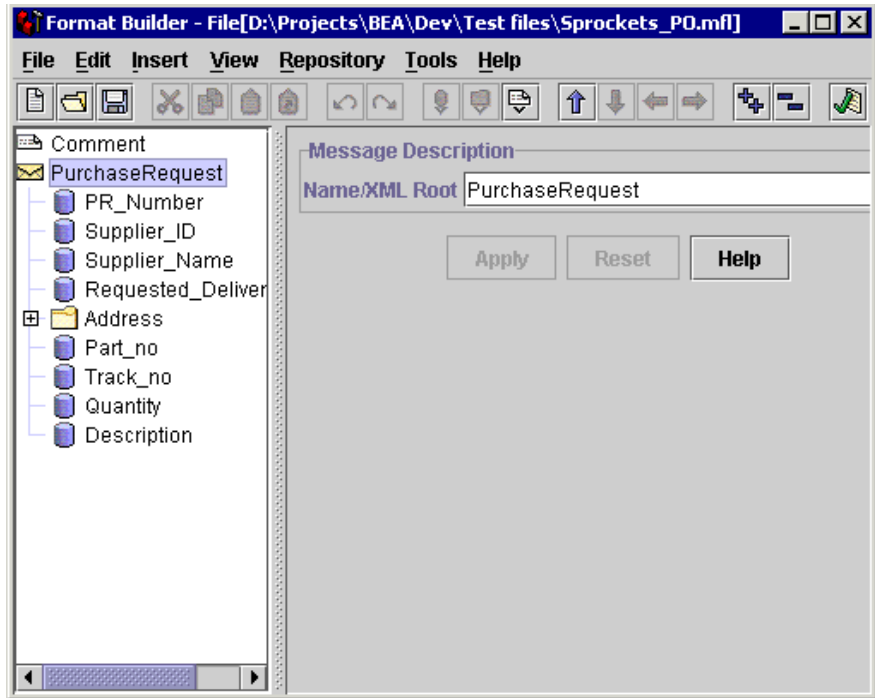 Format Builder - File[D:\Projects\BEA\Dev\Test files\Sprockets_PO.mfl]
File Edit Insert View Repository Tools Help
Comment
PurchaseRequest
PR_Number
Supplier_ID
Supplier_Name
Requested_Deliver
Address
Part_no
Track_no
Quantity
Description
Message Description
Name/XML Root PurchaseRequest
Apply Reset Help